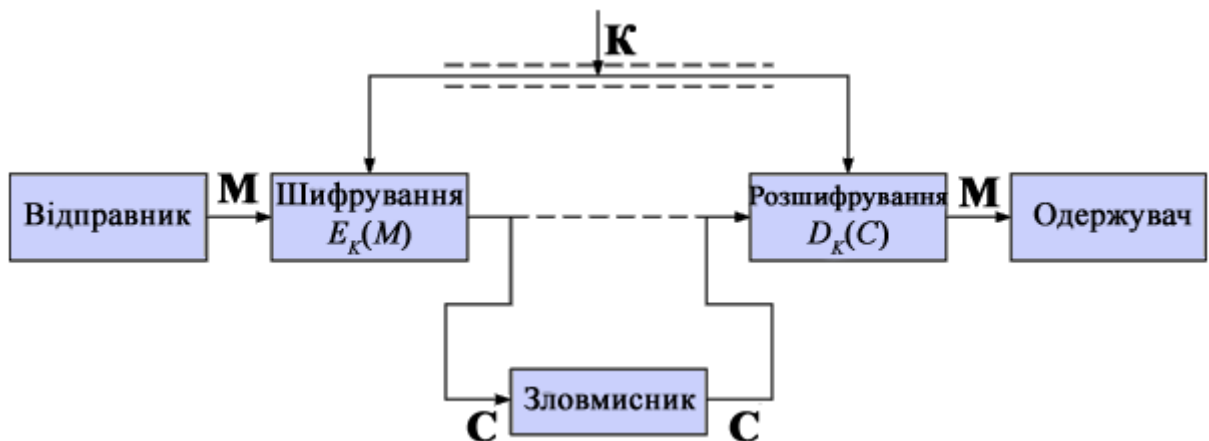 К
Відправник
М
Шифрування
E_K(M)
Розшифрування
D_K(C)
М
Одержувач
С
Зловмисник
С